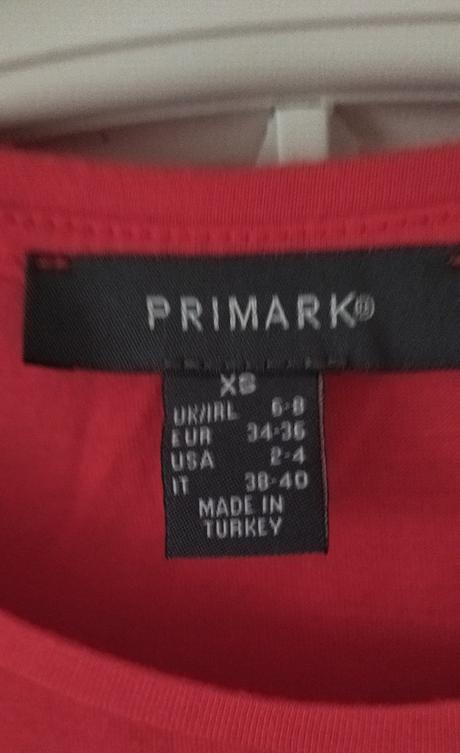 PRIMARK®
XS
UK/IRL 6-8
EUR 34-36
USA 2-4
IT 38-40
MADE IN
TURKEY